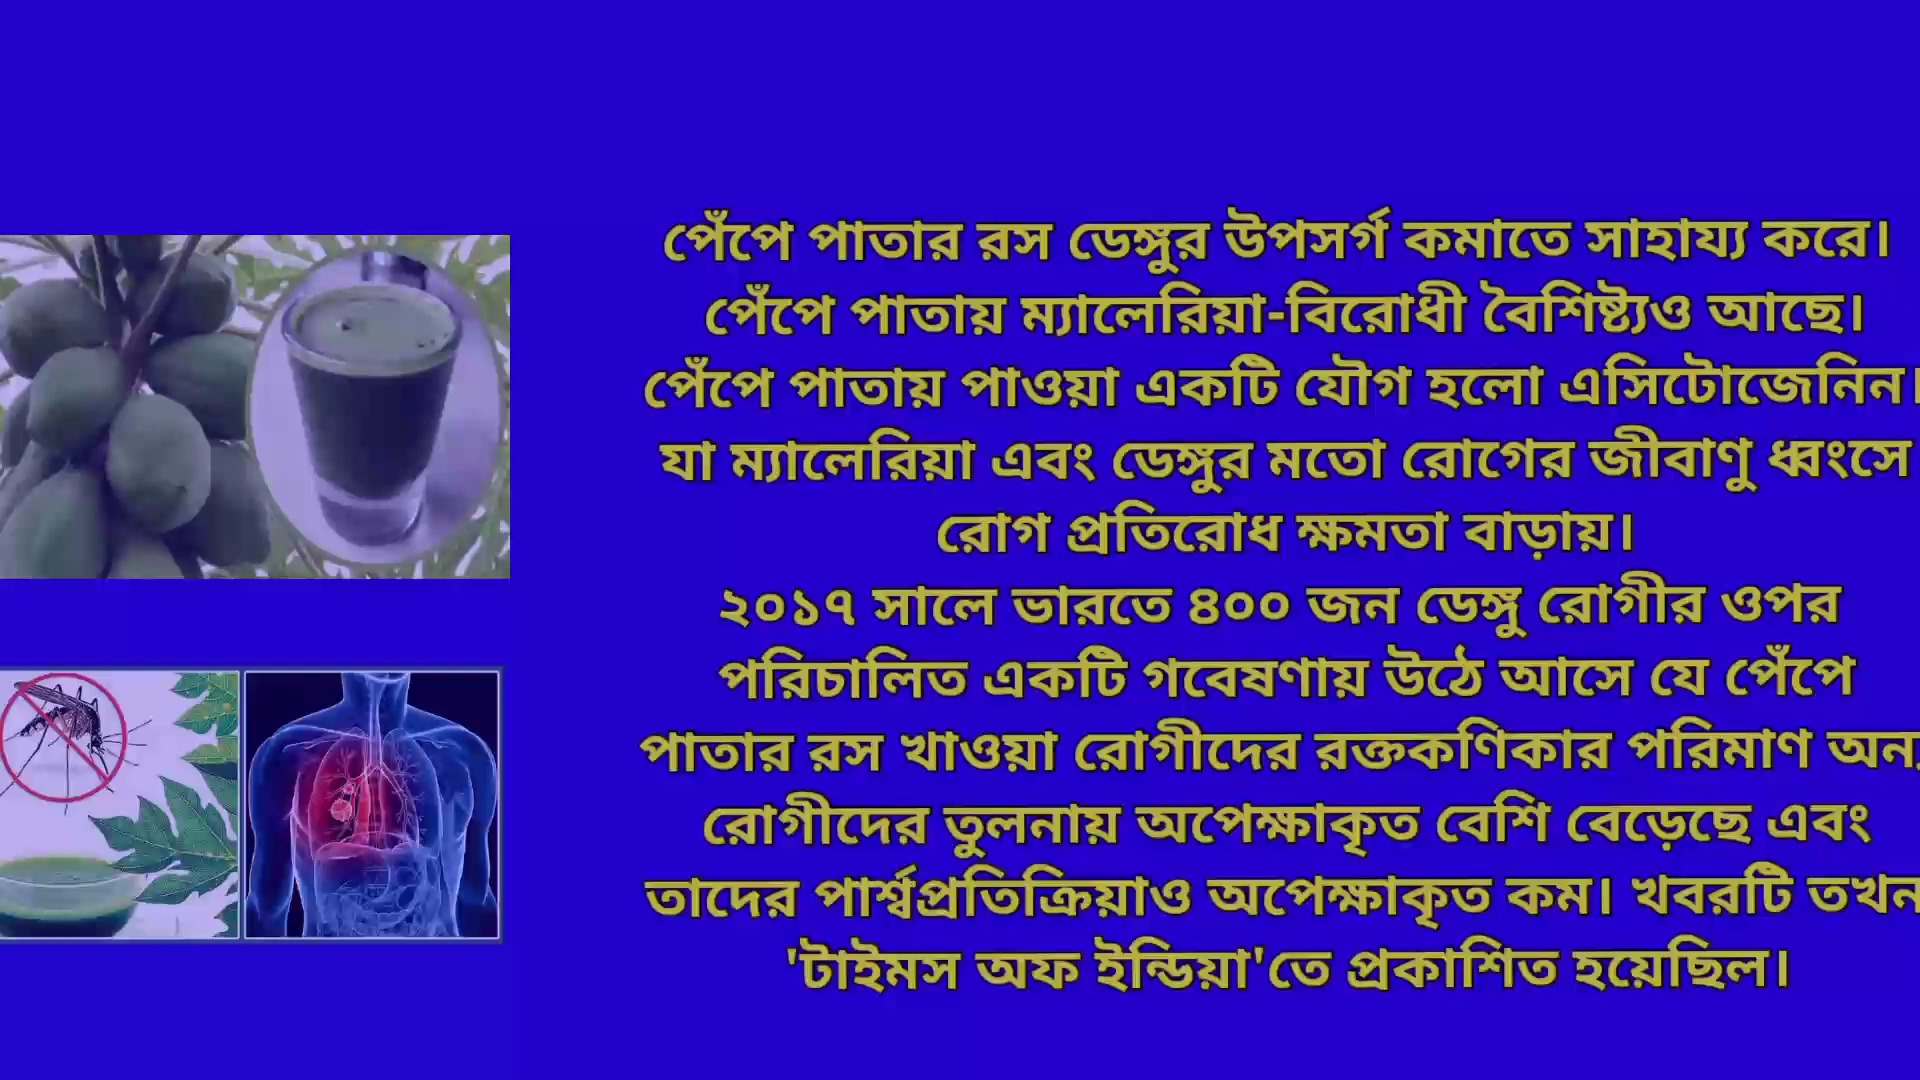 পেঁপে পাতার রস ডেঙ্গুর উপসর্গ কমাতে সাহায্য করে।
পেঁপে পাতায় ম্যালেরিয়া-বিরোধী বৈশিষ্ট্যও আছে।
পেঁপে পাতায় পাওয়া একটি যৌগ হলো এসিটোজেনিন।
যা ম্যালেরিয়া এবং ডেঙ্গুর মতো রোগের জীবাণু ধ্বংসে
রোগ প্রতিরোধ ক্ষমতা বাড়ায়।
২০১৭ সালে ভারতে ৪০০ জন ডেঙ্গু রোগীর ওপর
পরিচালিত একটি গবেষণায় উঠে আসে যে পেঁপে
পাতার রস খাওয়া রোগীদের রক্তকণিকার পরিমাণ
রোগীদের তুলনায় অপেক্ষাকৃত বেশি বেড়েছে এবং
তাদের পার্শ্বপ্রতিক্রিয়াও অপেক্ষাকৃত কম। খবরটি তখন
'টাইমস অফ ইন্ডিয়া'তে প্রকাশিত হয়েছিল।